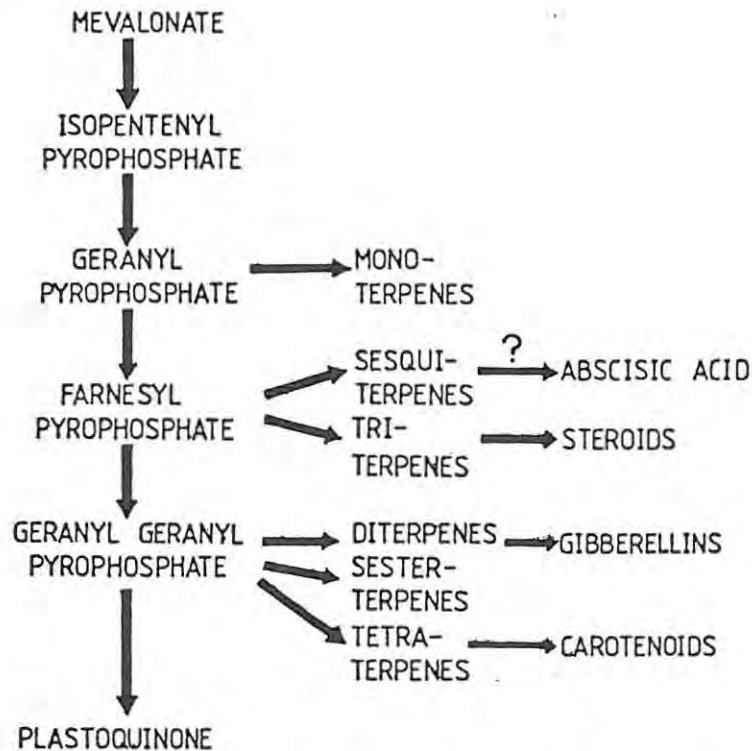 MEVALONATE
ISOPENTENYL
PYROPHOSPHATE
GERANYL
PYROPHOSPHATE
MONO-
TERPENES
FARNESYL
PYROPHOSPHATE
SESQUI-
TERPENES
?
ABSCISIC ACID
TRI-
TERPENES
STEROIDS
GERANYL GERANYL
PYROPHOSPHATE
DITERPENES
GIBBERELLINS
SESTER-
TERPENES
TETRA-
TERPENES
CAROTENOIDS
PLASTOQUINONE